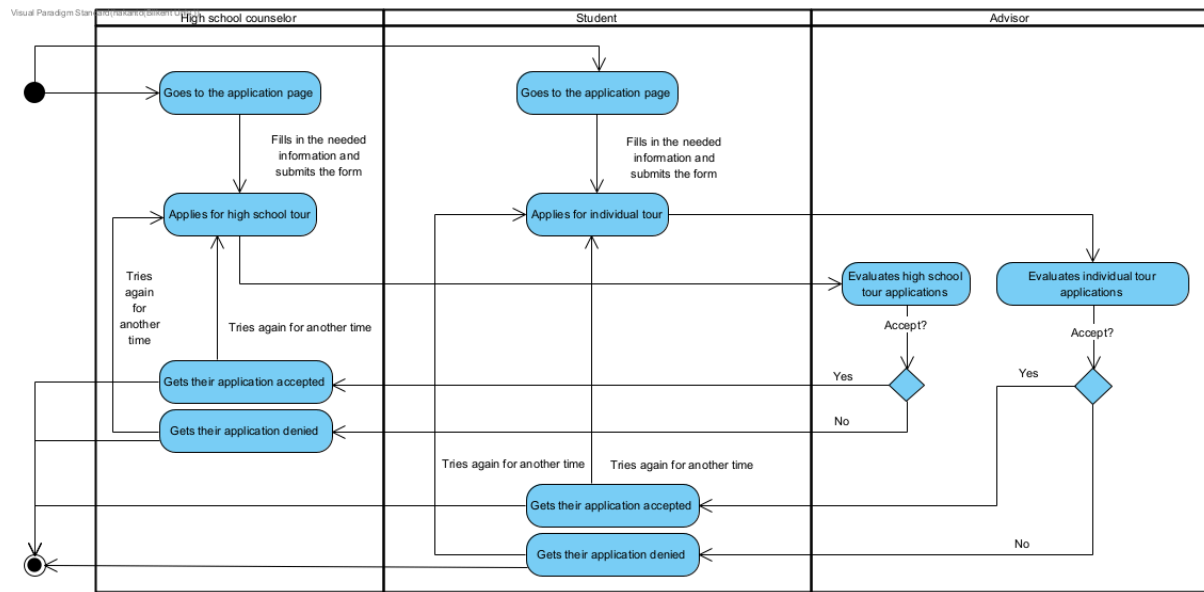 Visual Paradigm Standard
High school counselor
Student
Advisor
Goes to the application page
Goes to the application page
Fills in the needed
information and
submits the form
Fills in the needed
information and
submits the form
Applies for high school tour
Applies for individual tour
Evaluates high school
tour applications
Evaluates individual tour
applications
Tries
again
for
another
time
Tries again for another time
Accept?
Accept?
Gets their application accepted
Yes
Yes
Gets their application denied
No
Tries again for another time
Tries again for another time
Gets their application accepted
Gets their application denied
No